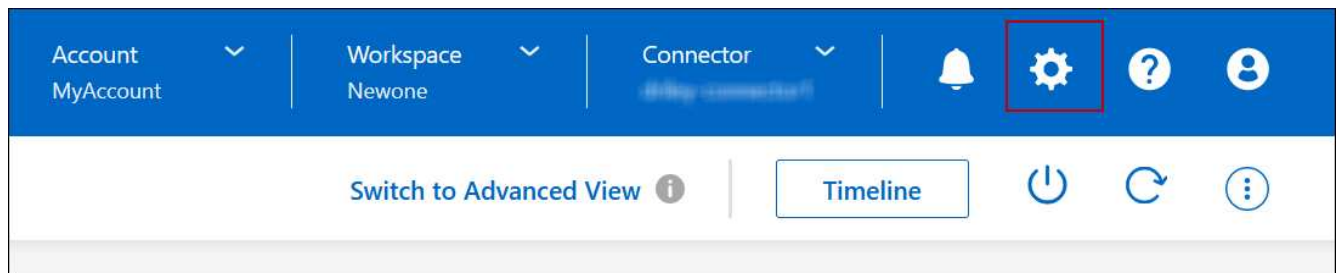 Account
MyAccount
Workspace
Newone
Connector
Switch to Advanced View
Timeline